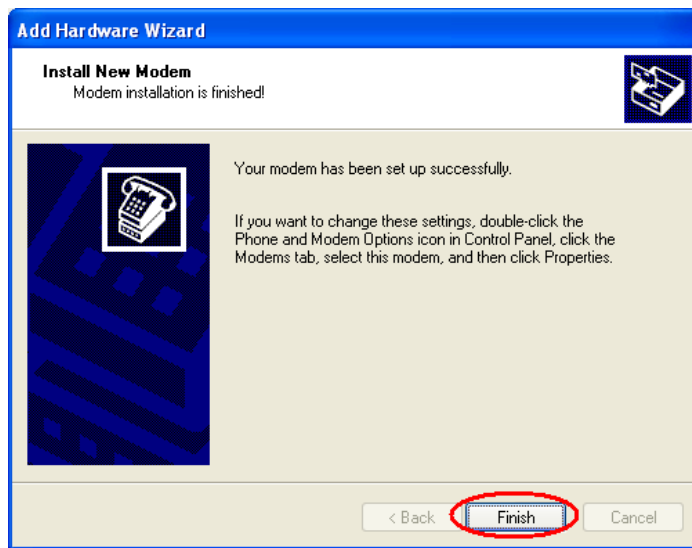 Add Hardware Wizard
Install New Modem
Modem installation is finished!
Your modem has been set up successfully.
If you want to change these settings, double-click the
Phone and Modem Options icon in Control Panel, click the
Modems tab, select this modem, and then click Properties.
< Back Finish Cancel